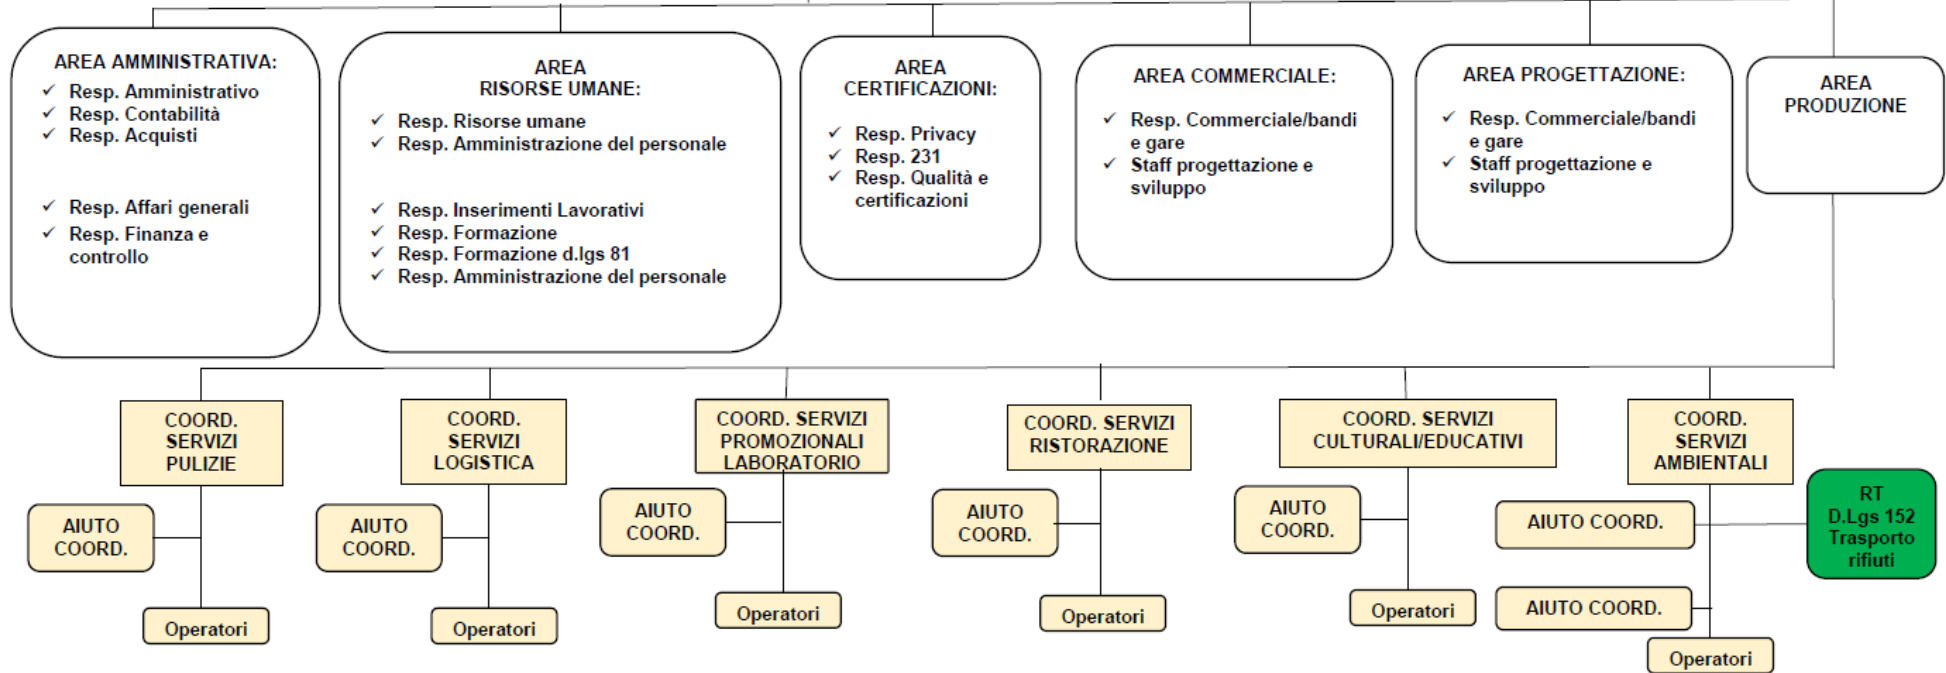 AREA AMMINISTRATIVA:
✓ Resp. Amministrativo
✓ Resp. Contabilità
✓ Resp. Acquisti
✓ Resp. Affari generali
✓ Resp. Finanza e
controllo
AREA
RISORSE UMANE:
✓ Resp. Risorse umane
✓ Resp. Amministrazione del personale
✓ Resp. Inserimenti Lavorativi
✓ Resp. Formazione
✓ Resp. Formazione d.lgs 81
✓ Resp. Amministrazione del personale
AREA
CERTIFICAZIONI:
✓ Resp. Privacy
✓ Resp. 231
✓ Resp. Qualità e
certificazioni
AREA COMMERCIALE:
✓ Resp. Commerciale/bandi
e gare
✓ Staff progettazione e
sviluppo
AREA PROGETTAZIONE:
✓ Resp. Commerciale/bandi
e gare
✓ Staff progettazione e
sviluppo
AREA
PRODUZIONE
COORD.
SERVIZI
PULIZIE
COORD.
SERVIZI
LOGISTICA
COORD. SERVIZI
PROMOZIONALI
LABORATORIO
COORD. SERVIZI
RISTORAZIONE
COORD. SERVIZI
CULTURALI/EDUCATIVI
COORD.
SERVIZI
AMBIENTALI
AIUTO
COORD.
AIUTO
COORD.
AIUTO
COORD.
AIUTO
COORD.
AIUTO
COORD.
AIUTO COORD.
RT
D.Lgs 152
Trasporto
rifiuti
AIUTO COORD.
Operatori
Operatori
Operatori
Operatori
Operatori
Operatori